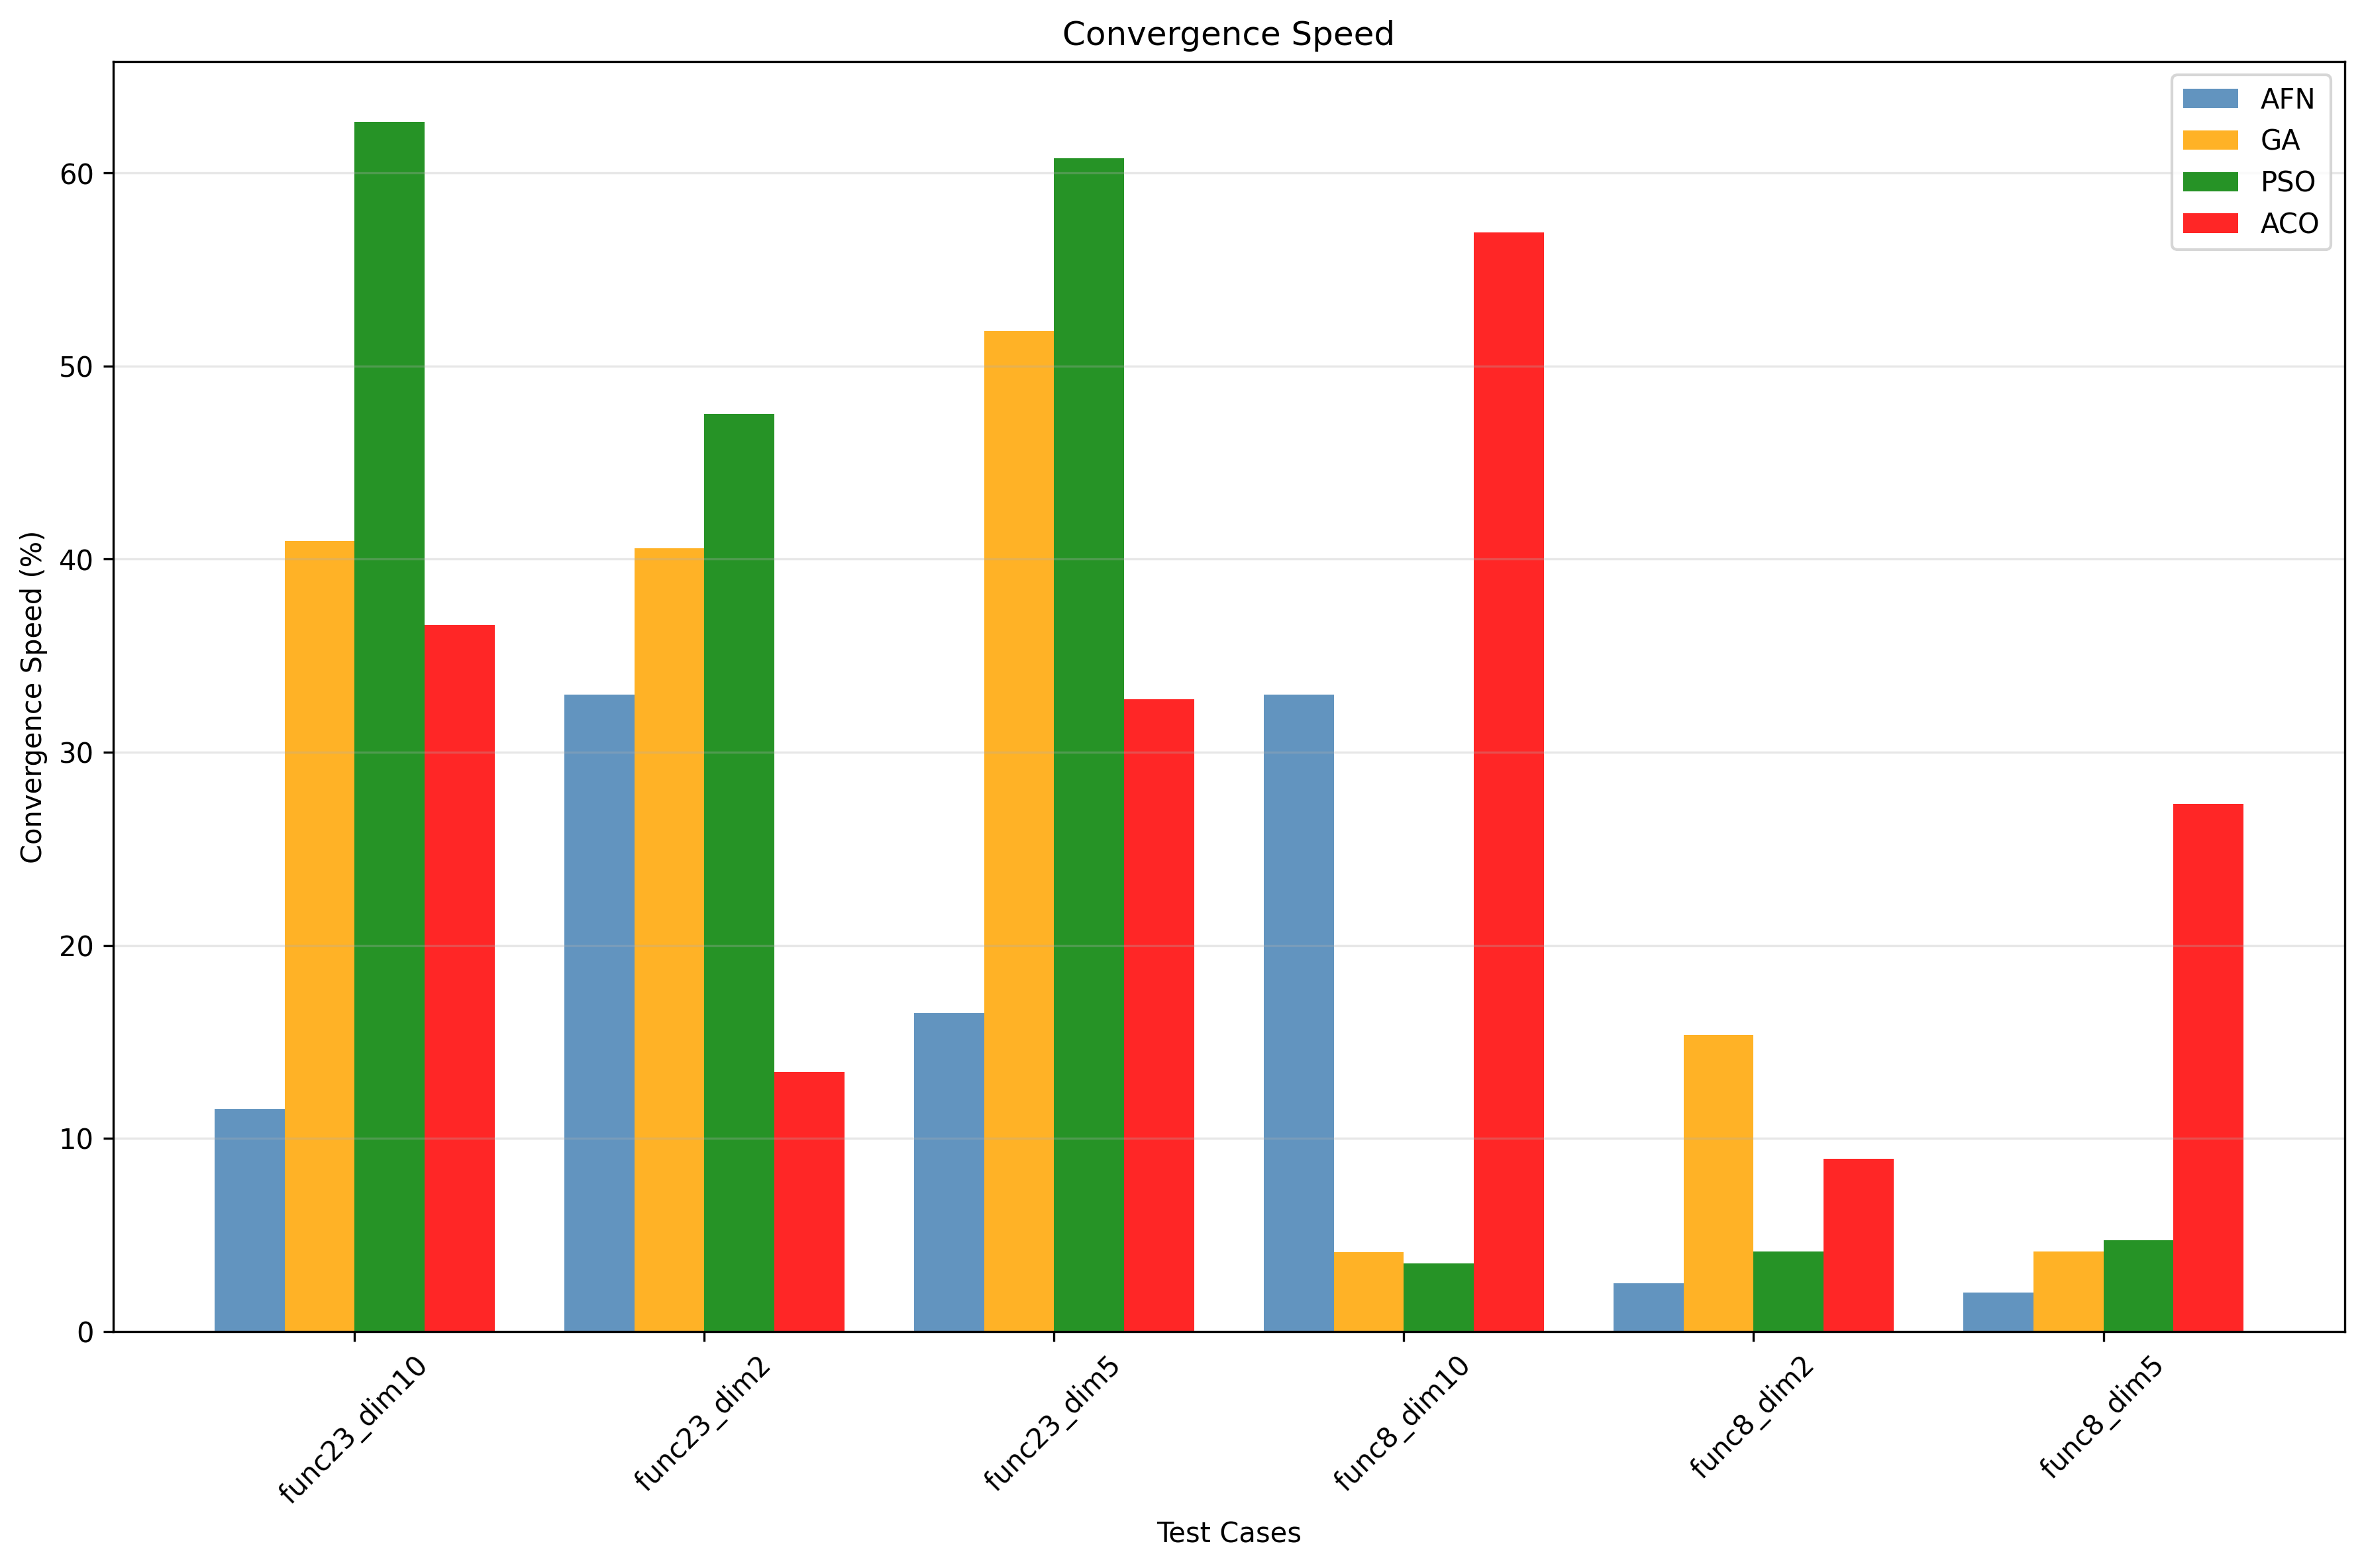 Convergence Speed
AFN
GA
PSO
ACO
Convergence Speed (%)
60
50
40
30
20
10
0
func23_dim10
func23_dim2
func23_dim5
func8_dim10
func8_dim2
func8_dim5
Test Cases